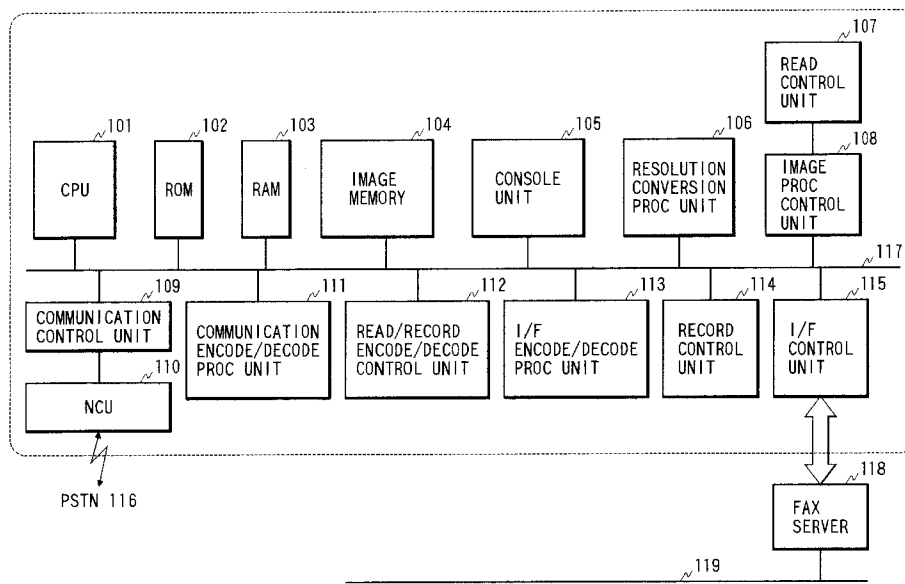 107
READ
CONTROL
UNIT
101
102
103
104
105
106
108
CPU
ROM
RAM
IMAGE
MEMORY
CONSOLE
UNIT
RESOLUTION
CONVERSION
PROC UNIT
IMAGE
PROC
CONTROL
UNIT
117
109
111
112
113
114
115
COMMUNICATION
CONTROL UNIT
COMMUNICATION
ENCODE/DECODE
PROC UNIT
READ/RECORD
ENCODE/DECODE
CONTROL UNIT
I/F
ENCODE/DECODE
PROC UNIT
RECORD
CONTROL
UNIT
I/F
CONTROL
UNIT
110
NCU
PSTN 116
118
FAX
SERVER
119